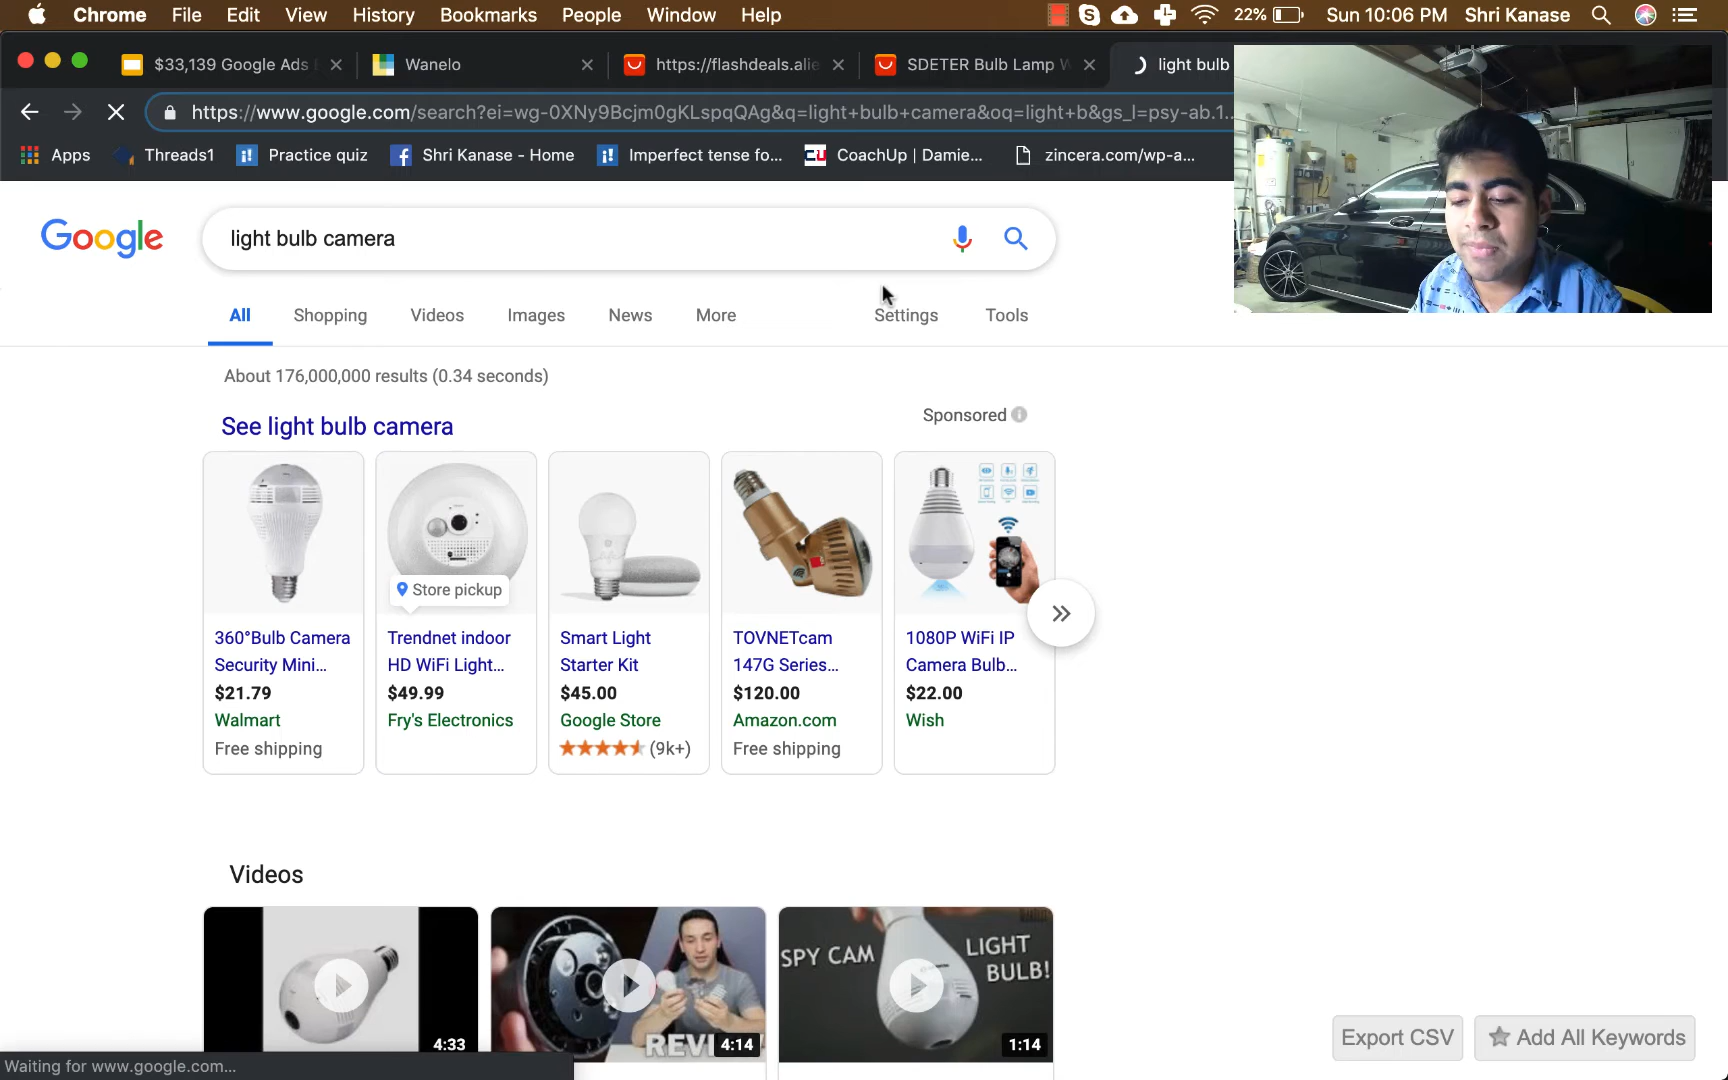 Chrome File Edit View History Bookmarks People Window Help 22% Sun 10:06 PM Shri Kanase
$33,139 Google Ads Wanelo https://flashdeals.alie SDETER Bulb Lamp W light bulb
https://www.google.com/search?ei=wg-0XNy9Bcjm0gKLspqQAg&q=light+bulb+camera&oq=light+b&gs_l=psy-ab.1...
Apps Threads1 Practice quiz Shri Kanase - Home Imperfect tense fo... CoachUp | Damie... zincera.com/wp-a...
Google light bulb camera
All Shopping Videos Images News More Settings Tools
About 176,000,000 results (0.34 seconds)
See light bulb camera Sponsored
Store pickup
360°Bulb Camera
Security Mini...
$21.79
Walmart
Free shipping
Trendnet indoor
HD WiFi Light...
$49.99
Fry's Electronics
Smart Light
Starter Kit
$45.00
Google Store
(9k+)
TOVNETcam
147G Series...
$120.00
Amazon.com
Free shipping
1080P WiFi IP
Camera Bulb...
$22.00
Wish
Videos
4:33
REVI 4:14
SPY CAM LIGHT
BULB!
1:14
Export CSV Add All Keywords
Waiting for www.google.com...